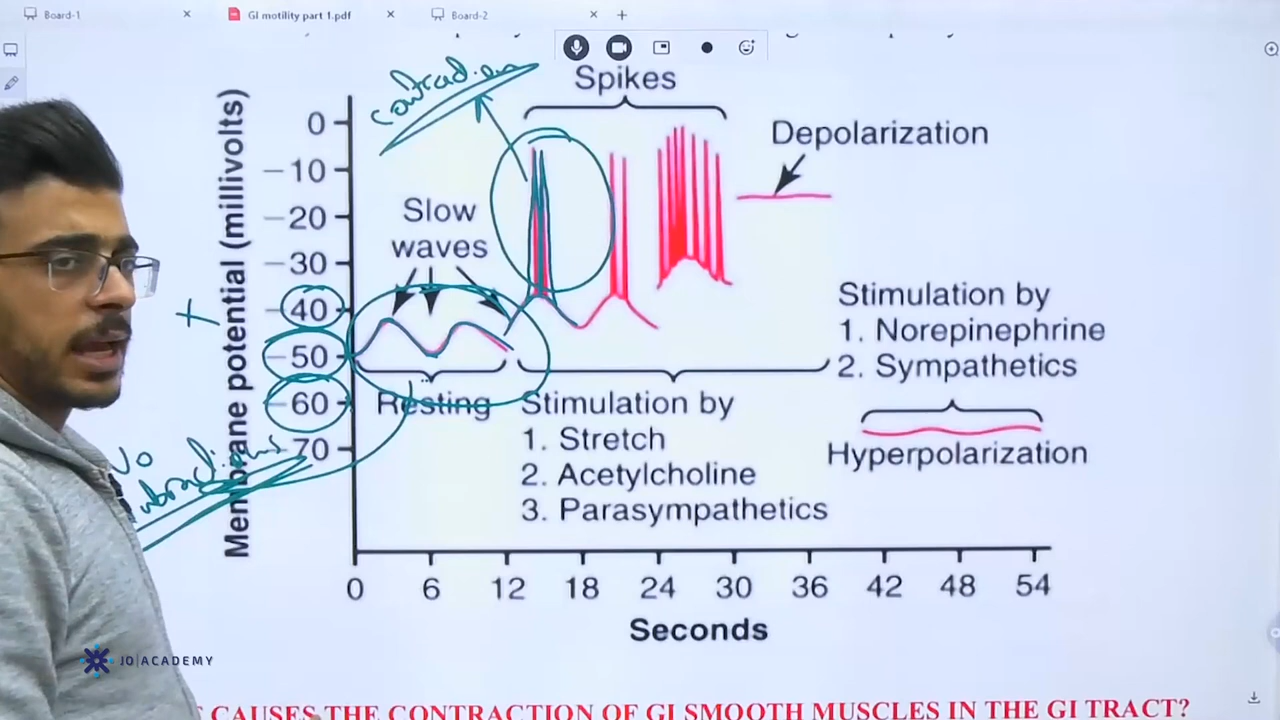 Board-1
GI motility part 1.pdf
Board-2
contraction
Spikes
Depolarization
Slow
waves
Membrane potential (millivolts)
0
−10
−20
−30
−40
−50
−60
70
Stimulation by
1. Norepinephrine
2. Sympathetics
Hyperpolarization
Resting
Stimulation by
1. Stretch
2. Acetylcholine
3. Parasympathetics
No
0 6 12 18 24 30 36 42 48 54
Seconds
JO ACADEMY
CAUSES THE CONTRACTION OF GI SMOOTH MUSCLES IN THE GI TRACT?